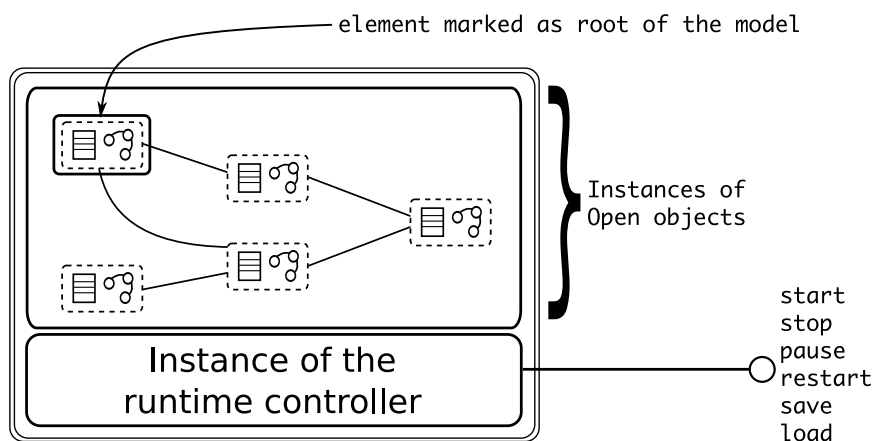 element marked as root of the model
Instances of
Open objects
start
stop
pause
restart
save
load
Instance of the
runtime controller